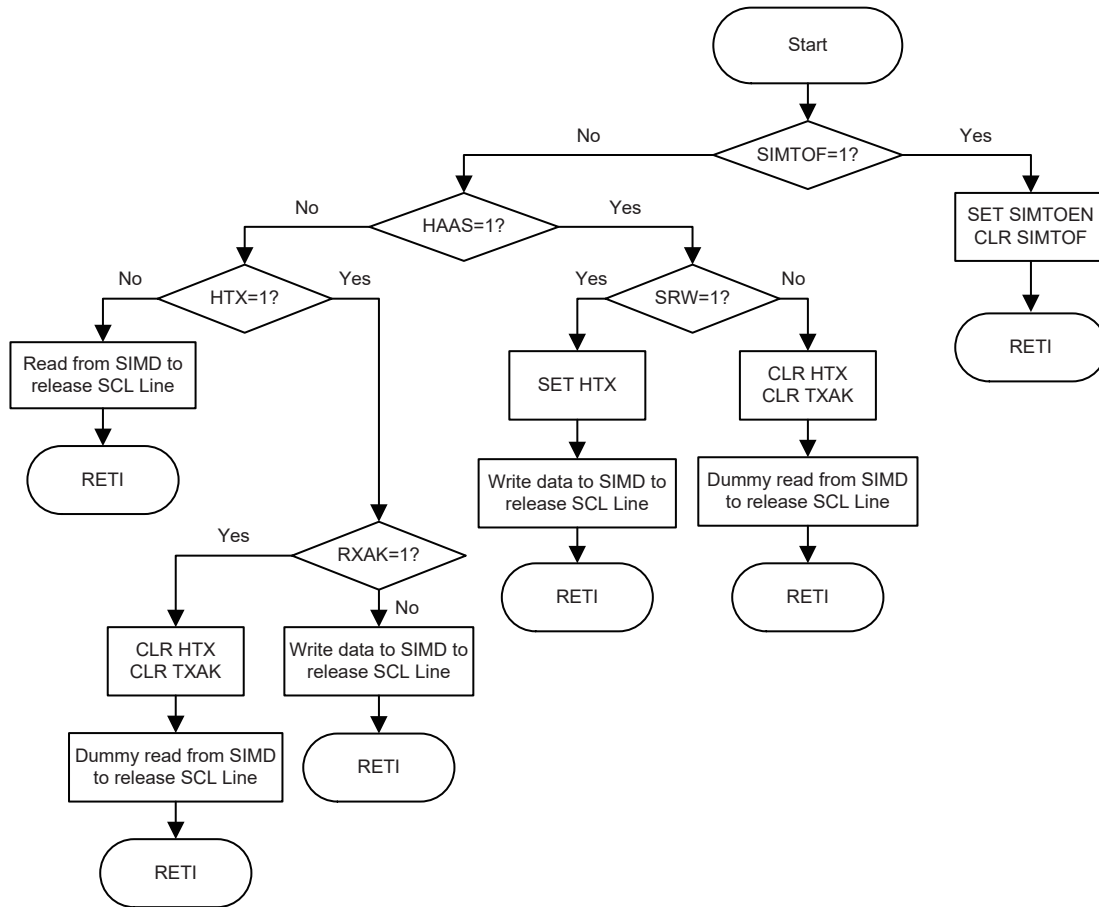 Start
No
SIMTOF=1?
Yes
No
HAAS=1?
Yes
SET SIMTOEN
CLR SIMTOF
No
HTX=1?
Yes
Yes
SRW=1?
No
RETI
Read from SIMD to
release SCL Line
SET HTX
CLR HTX
CLR TXAK
RETI
Write data to SIMD to
release SCL Line
Dummy read from SIMD
to release SCL Line
Yes
RXAK=1?
No
RETI
RETI
CLR HTX
CLR TXAK
Write data to SIMD to
release SCL Line
Dummy read from SIMD
to release SCL Line
RETI
RETI